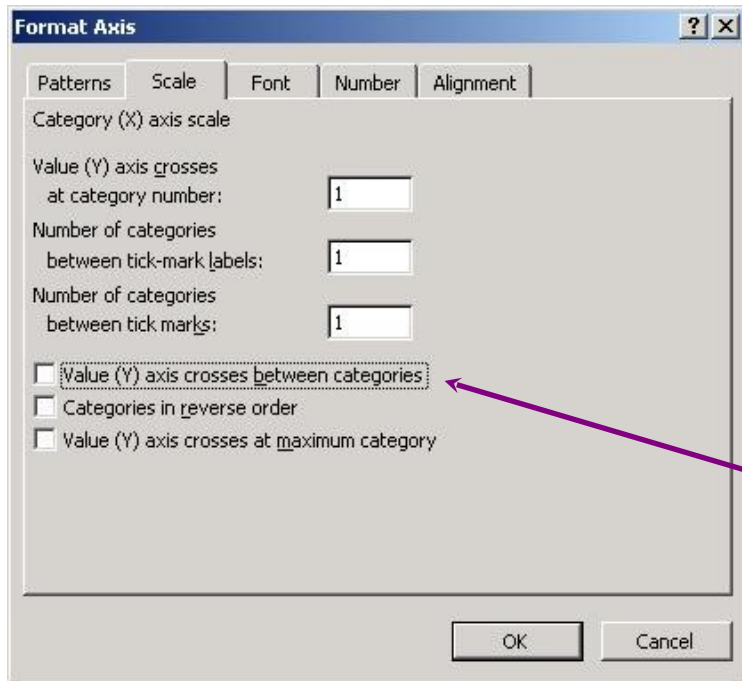 Format Axis
Patterns Scale Font Number Alignment
Category (X) axis scale
Value (Y) axis crosses
at category number: 1
Number of categories
between tick-mark labels: 1
Number of categories
between tick marks: 1
Value (Y) axis crosses between categories
Categories in reverse order
Value (Y) axis crosses at maximum category
OK Cancel